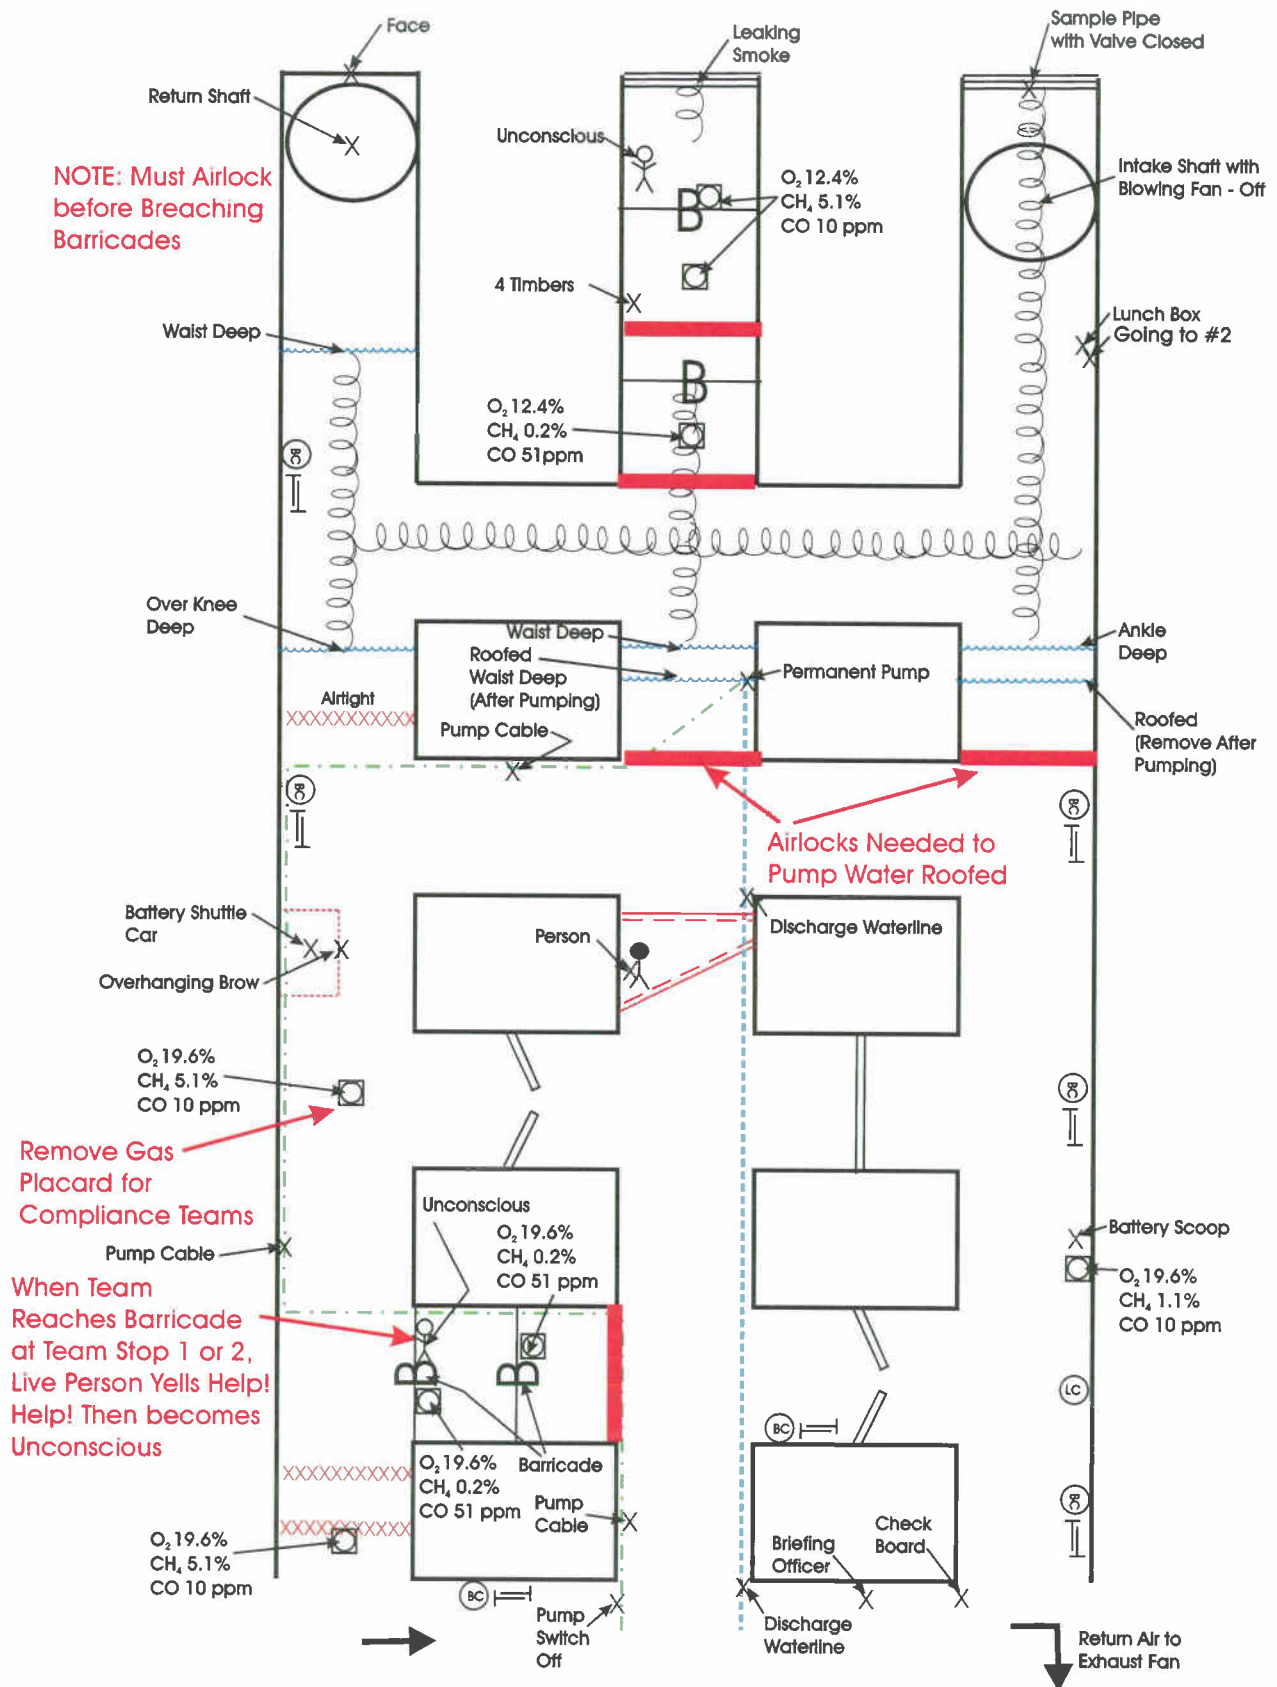 Face
Leaking
Smoke
Sample Pipe
with Valve Closed
Return Shaft
Unconscious
NOTE: Must Airlock
before Breaching
Barricades
O₂ 12.4%
CH₄ 5.1%
CO 10 ppm
Intake Shaft with
Blowing Fan - Off
B
4 Timbers
Waist Deep
Lunch Box
Going to #2
B
O₂ 12.4%
CH₄ 0.2%
CO 51ppm
BC
Over Knee
Deep
Waist Deep
Roofed
Waist Deep
(After Pumping)
Permanent Pump
Ankle
Deep
Airtight
Pump Cable
Roofed
(Remove After
Pumping)
BC
BC
Airlocks Needed to
Pump Water Roofed
Battery Shuttle
Car
Overhanging Brow
Person
Discharge Waterline
O₂ 19.6%
CH₄ 5.1%
CO 10 ppm
BC
Remove Gas
Placard for
Compliance Teams
Unconscious
O₂ 19.6%
CH₄ 0.2%
CO 51 ppm
Pump Cable
Battery Scoop
O₂ 19.6%
CH₄ 1.1%
CO 10 ppm
When Team
Reaches Barricade
at Team Stop 1 or 2,
Live Person Yells Help!
Help! Then becomes
Unconscious
B
B
LC
BC
O₂ 19.6%
CH₄ 0.2%
CO 51 ppm
Barricade
Pump
Cable
BC
O₂ 19.6%
CH₄ 5.1%
CO 10 ppm
Briefing
Officer
Check
Board
BC
Pump
Switch
Off
Discharge
Waterline
Return Air to
Exhaust Fan